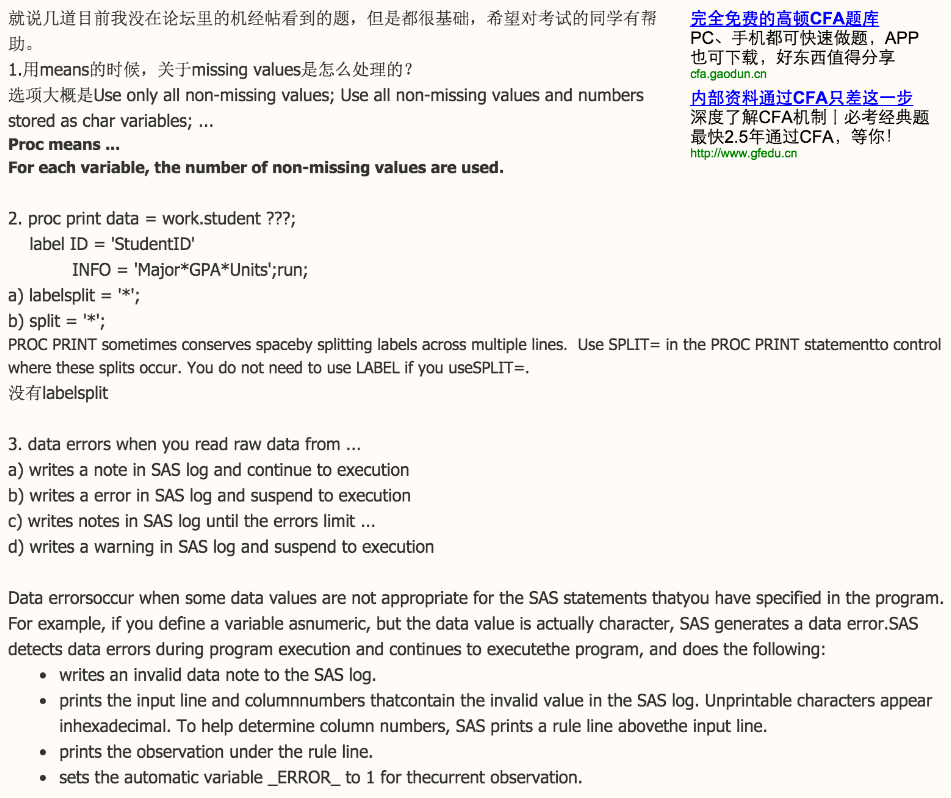 就说几道目前我没在论坛里的机经帖看到的题，但是都很基础，希望对考试的同学有帮
助。
1.用means的时候，关于missing values是怎么处理的？
选项大概是Use only all non-missing values; Use all non-missing values and numbers
stored as char variables; ...
Proc means ...
For each variable, the number of non-missing values are used.
2. proc print data = work.student ???;
label ID = 'StudentID'
INFO = 'Major*GPA*Units';run;
a) labelsplit = '*';
b) split = '*';
PROC PRINT sometimes conserves spaceby splitting labels across multiple lines.  Use SPLIT= in the PROC PRINT statementto control
where these splits occur. You do not need to use LABEL if you useSPLIT=.
没有labelsplit
3. data errors when you read raw data from ...
a) writes a note in SAS log and continue to execution
b) writes a error in SAS log and suspend to execution
c) writes notes in SAS log until the errors limit ...
d) writes a warning in SAS log and suspend to execution
Data errorsoccur when some data values are not appropriate for the SAS statements thatyou have specified in the program.
For example, if you define a variable asnumeric, but the data value is actually character, SAS generates a data error.SAS
detects data errors during program execution and continues to executethe program, and does the following:
• writes an invalid data note to the SAS log.
• prints the input line and columnnumbers thatcontain the invalid value in the SAS log. Unprintable characters appear
inhexadecimal. To help determine column numbers, SAS prints a rule line abovethe input line.
• prints the observation under the rule line.
• sets the automatic variable _ERROR_ to 1 for thecurrent observation.
完全免费的高顿CFA题库
PC、手机都可快速做题，APP
也可下载，好东西值得分享
cfa.gaodun.cn
内部资料通过CFA只差这一步
深度了解CFA机制丨必考经典题
最快2.5年通过CFA，等你！
http://www.gfedu.cn